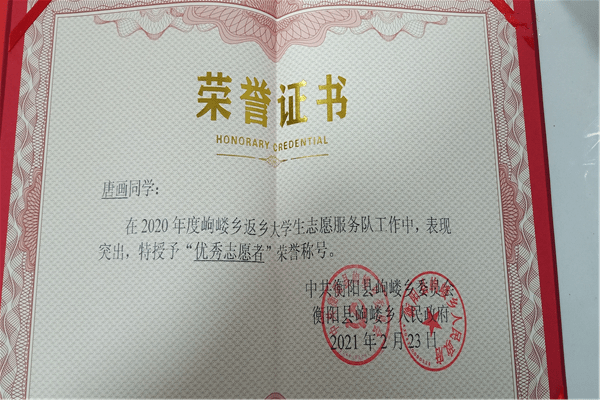 荣誉证书
HONORARY CREDENTIAL
唐画同学：
在2020年度岣嵝乡返乡大学生志愿服务队工作中，表现
突出，特授予“优秀志愿者”荣誉称号。
中共衡阳县岣嵝乡委员会
衡阳县岣嵝乡人民政府
2021年2月23日